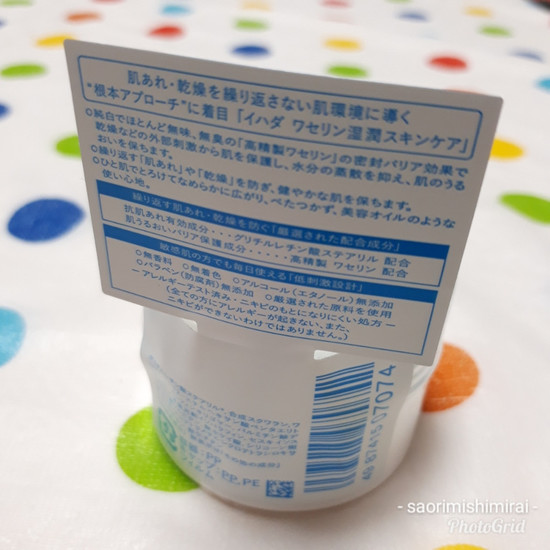 肌あれ・乾燥を繰り返さない肌環境に導く
"根本アプローチ"に着目「イハダ ワセリン湿潤スキンケア」
○純白でほとんど無味、無臭の「高精製ワセリン」の密封バリア効果で
乾燥などの外部刺激から肌を保護し、水分の蒸散を抑え、肌のうる
おいを保ちます。
○繰り返す「肌あれ」や「乾燥」を防ぎ、健やかな肌を保ちます。
○ひと肌でとろけてなめらかに広がり、べたつかず、美容オイルのような
使い心地。
繰り返す肌あれ・乾燥を防ぐ「厳選された配合成分」
抗肌あれ有効成分・・・グリチルレチン酸ステアリル 配合
肌うるおいバリア保護成分・・・・・高精製 ワセリン 配合
敏感肌の方でも毎日使える「低刺激設計」
○無香料 ○無着色 ○アルコール(エタノール)無添加
○パラベン(防腐剤)無添加 ○厳選された原料を使用
ーアレルギーテスト済み・ニキビのもとになりにくい処方ー
(全ての方にアレルギーが起きない、また、
ニキビができないわけではありません。)
合成スクワラン、ワ
PP
PP,PE
- saorimishimirai -
PhotoGrid